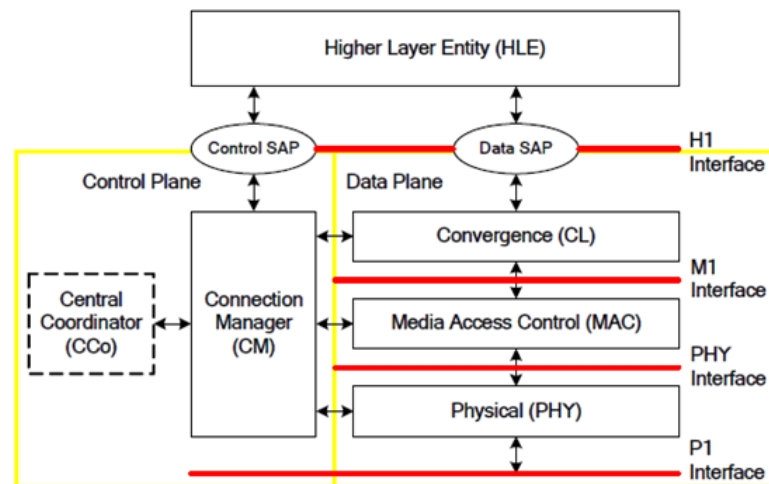 Higher Layer Entity (HLE)
Control SAP
Data SAP
H1
Interface
Control Plane
Data Plane
Convergence (CL)
M1
Interface
Central
Coordinator
(CCo)
Connection
Manager
(CM)
Media Access Control (MAC)
PHY
Interface
Physical (PHY)
P1
Interface